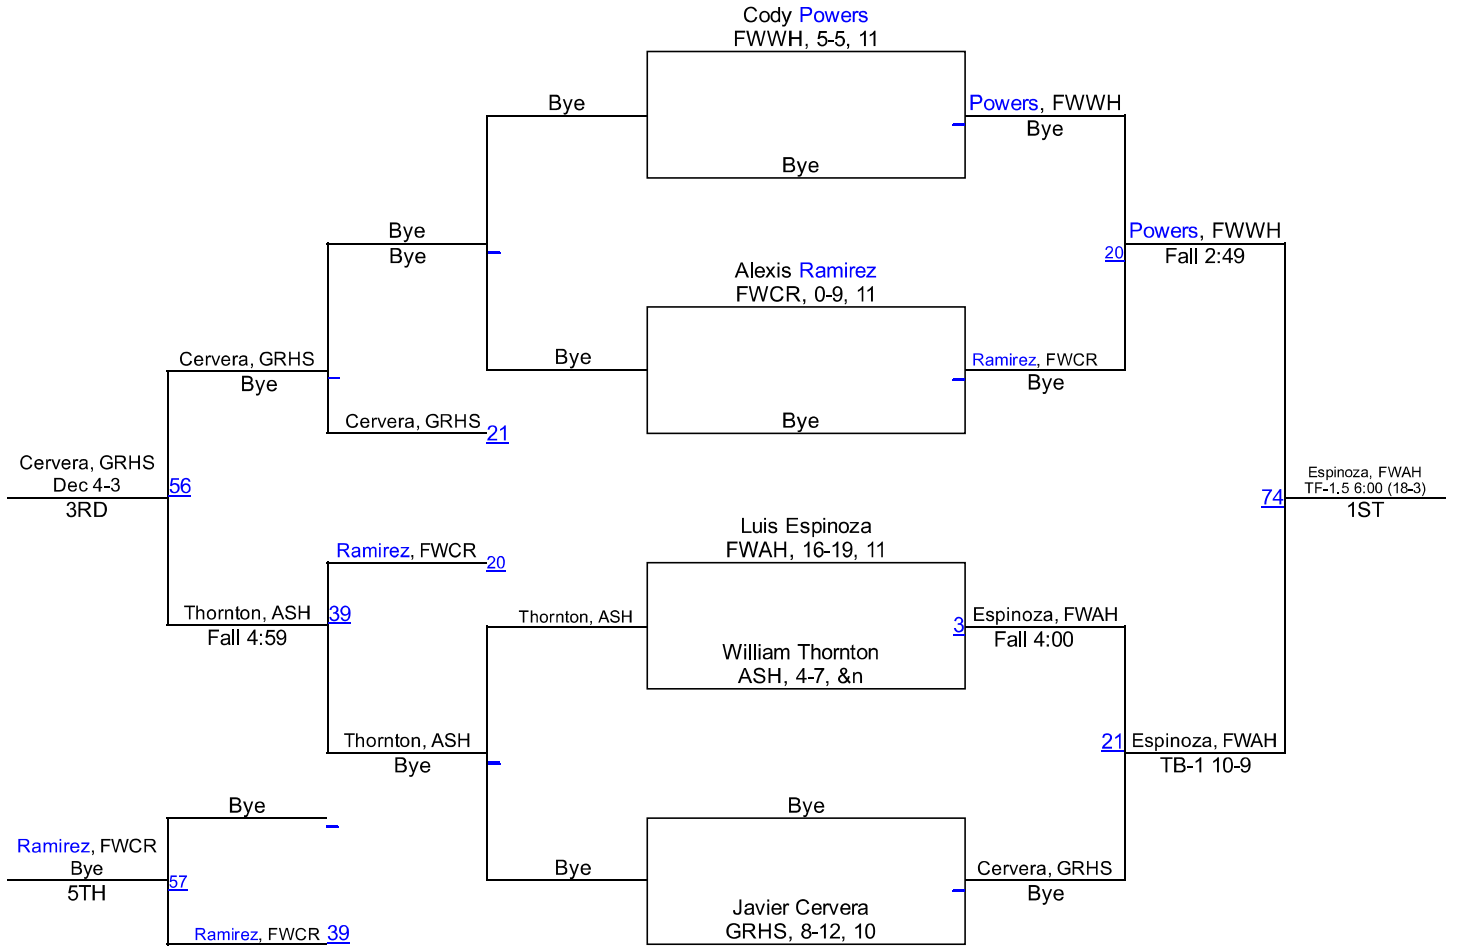 Cody Powers
FWWH, 5-5, 11
Bye
Powers, FWWH
Bye
Bye
Bye
Bye
Powers, FWWH
20
Fall 2:49
Alexis Ramirez
FWCR, 0-9, 11
Cervera, GRHS
Bye
Bye
Ramirez, FWCR
Bye
Cervera, GRHS
21
Bye
Cervera, GRHS
Dec 4-3
56
3RD
Espinoza, FWAH
TF-1.5 6:00 (18-3)
74
1ST
Luis Espinoza
FWAH, 16-19, 11
Ramirez, FWCR
20
Thornton, ASH
39
Fall 4:59
Thornton, ASH
3
Espinoza, FWAH
Fall 4:00
William Thornton
ASH, 4-7, &n
Thornton, ASH
Bye
21
Espinoza, FWAH
TB-1 10-9
Bye
Bye
Ramirez, FWCR
Bye
57
5TH
Bye
Cervera, GRHS
Bye
Javier Cervera
GRHS, 8-12, 10
Ramirez, FWCR
39